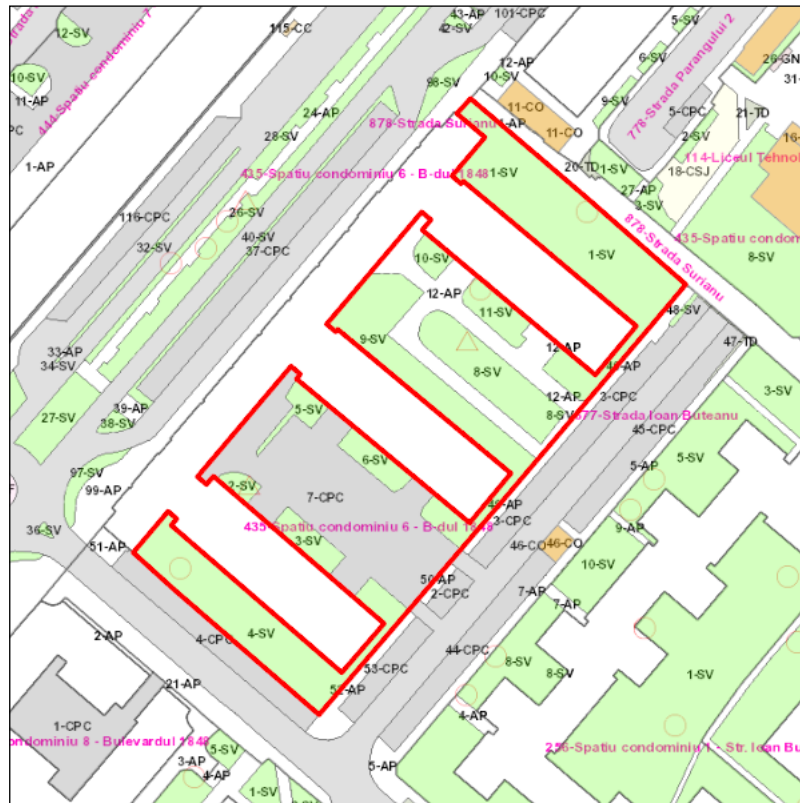 43-AP
101-CPC
12-SV
115-CC
42-SV
5-SV
444-Spatiu condominiu 7
26-GN
10-SV
12-AP
6-SV
10-SV
98-SV
11-AP
9-SV
778-Strada Parangului 2
11-CO
24-AP
5-CPC
21-TD
878-Strada Surianu
1-AP
28-SV
11-CO
2-SV
114-Liceul Tehnol
1-AP
20-TD
1-SV
18-CSJ
435-Spatiu condominiu 6 - B-dul 1848
1-SV
27-AP
3-SV
116-CPC
26-SV
878-Strada Surianu
40-SV
435-Spatiu condom
32-SV
37-CPC
1-SV
8-SV
10-SV
12-AP
48-SV
11-SV
9-SV
47-TD
33-AP
12-AP
34-SV
8-SV
3-SV
39-AP
12-AP
3-CPC
27-SV
5-SV
8-SV
677-Strada Ioan Buteanu
38-SV
45-CPC
5-SV
6-SV
5-AP
97-SV
2-SV
99-AP
7-CPC
49-AP
3-CPC
435-Spatiu condominiu 6 - B-dul 1848
9-AP
36-SV
3-SV
46-CO
46-CO
51-AP
10-SV
50-AP
2-CPC
7-AP
7-AP
4-SV
2-AP
4-CPC
44-CPC
53-CPC
8-SV
8-SV
1-SV
21-AP
52-AP
4-AP
1-CPC
ondominiu 8 - Bulevardul 1848
5-SV
256-Spatiu condominiu 1 - Str. Ioan Bu
3-AP
5-AP
4-AP
1-SV